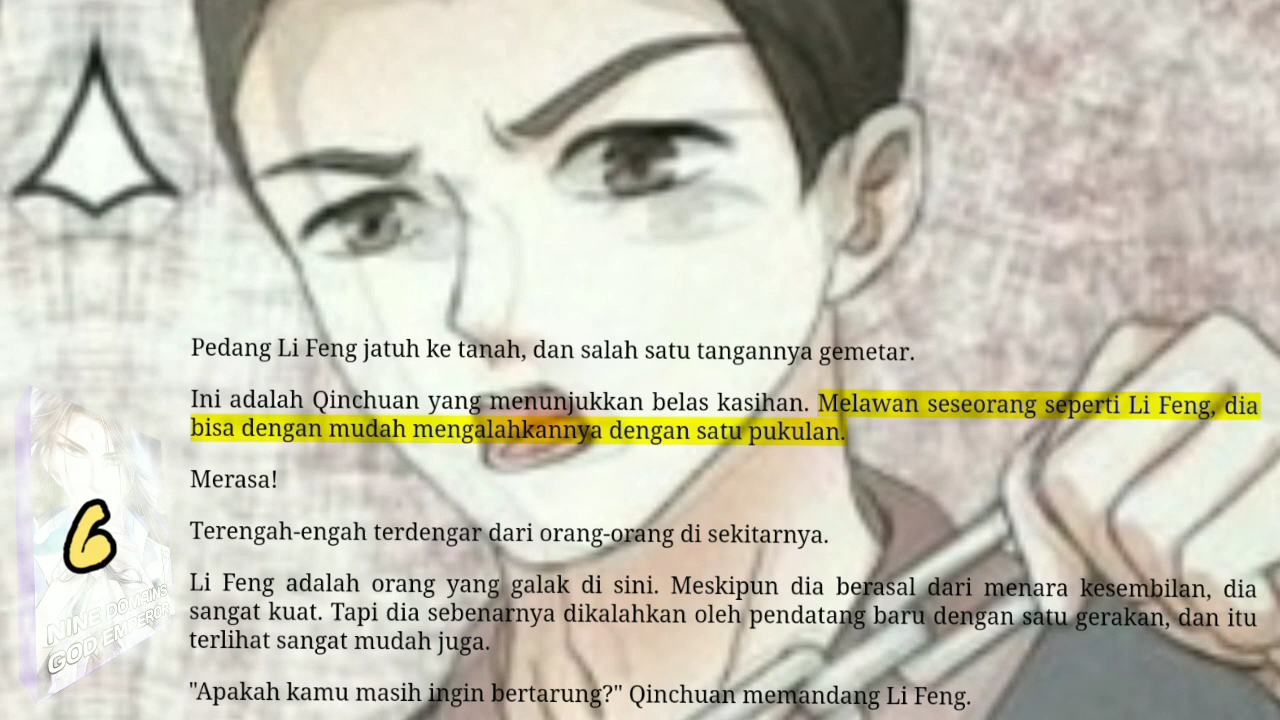 Pedang Li Feng jatuh ke tanah, dan salah satu tangannya gemetar.
Ini adalah Qinchuan yang menunjukkan belas kasihan. Melawan seseorang seperti Li Feng, dia
bisa dengan mudah mengalahkannya dengan satu pukulan.
Merasa!
Terengah-engah terdengar dari orang-orang di sekitarnya.
Li Feng adalah orang yang galak di sini. Meskipun dia berasal dari menara kesembilan, dia
sangat kuat. Tapi dia sebenarnya dikalahkan oleh pendatang baru dengan satu gerakan, dan itu
terlihat sangat mudah juga.
"Apakah kamu masih ingin bertarung?" Qinchuan memandang Li Feng.
6
NINE DOMAINS
GOD EMPEROR